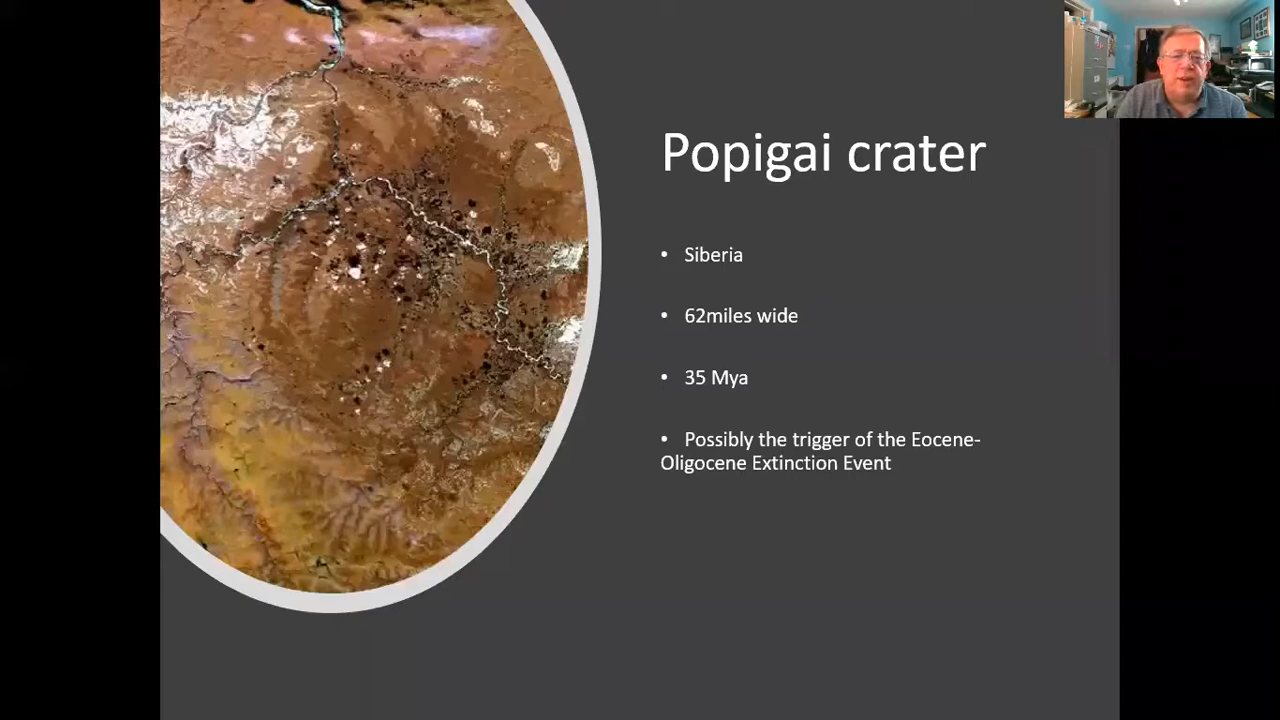 Popigai crater
• Siberia
• 62miles wide
• 35 Mya
• Possibly the trigger of the Eocene-
Oligocene Extinction Event